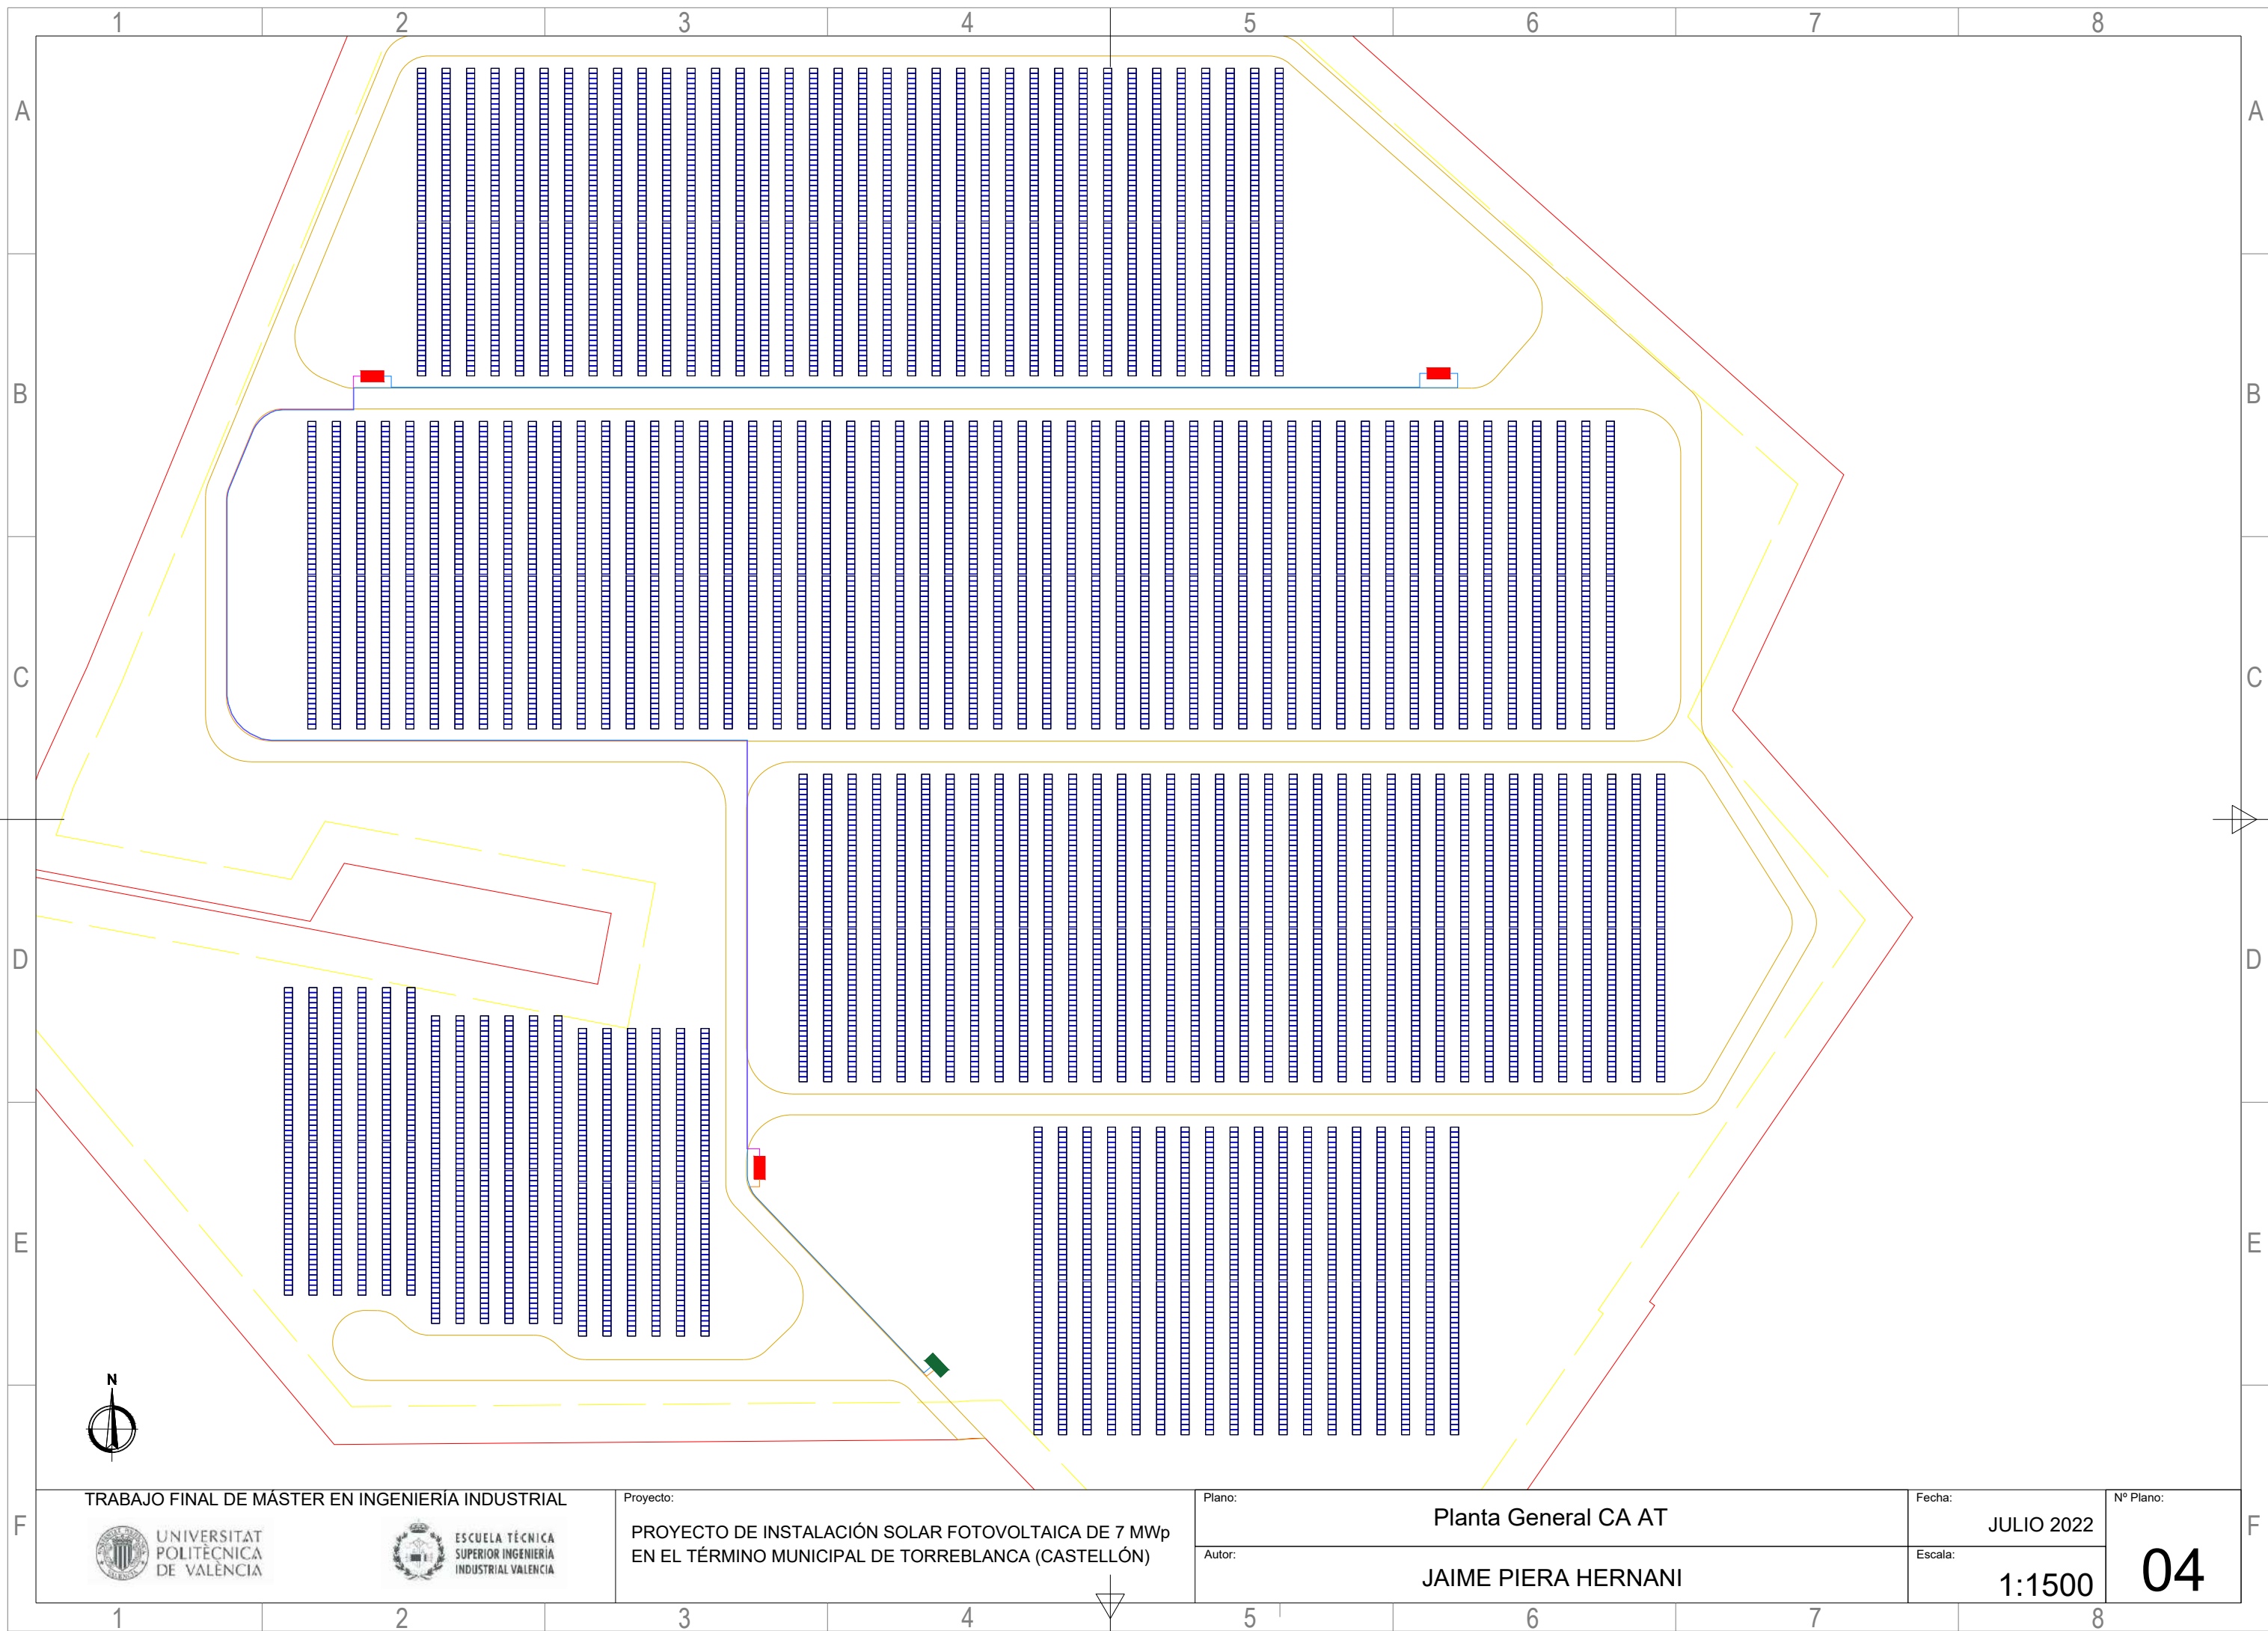 1 2 3 4 5 6 7 8
A A
B B
C C
D D
E E
F F
N
TRABAJO FINAL DE MÁSTER EN INGENIERÍA INDUSTRIAL
UNIVERSITAT
POLITÈCNICA
DE VALÈNCIA
ESCUELA TÉCNICA
SUPERIOR INGENIERÍA
INDUSTRIAL VALENCIA
Proyecto:
PROYECTO DE INSTALACIÓN SOLAR FOTOVOLTAICA DE 7 MWp
EN EL TÉRMINO MUNICIPAL DE TORREBLANCA (CASTELLÓN)
Plano:
Planta General CA AT
Autor:
JAIME PIERA HERNANI
Fecha:
JULIO 2022
Escala:
1:1500
Nº Plano:
04
1 2 3 4 5 6 7 8